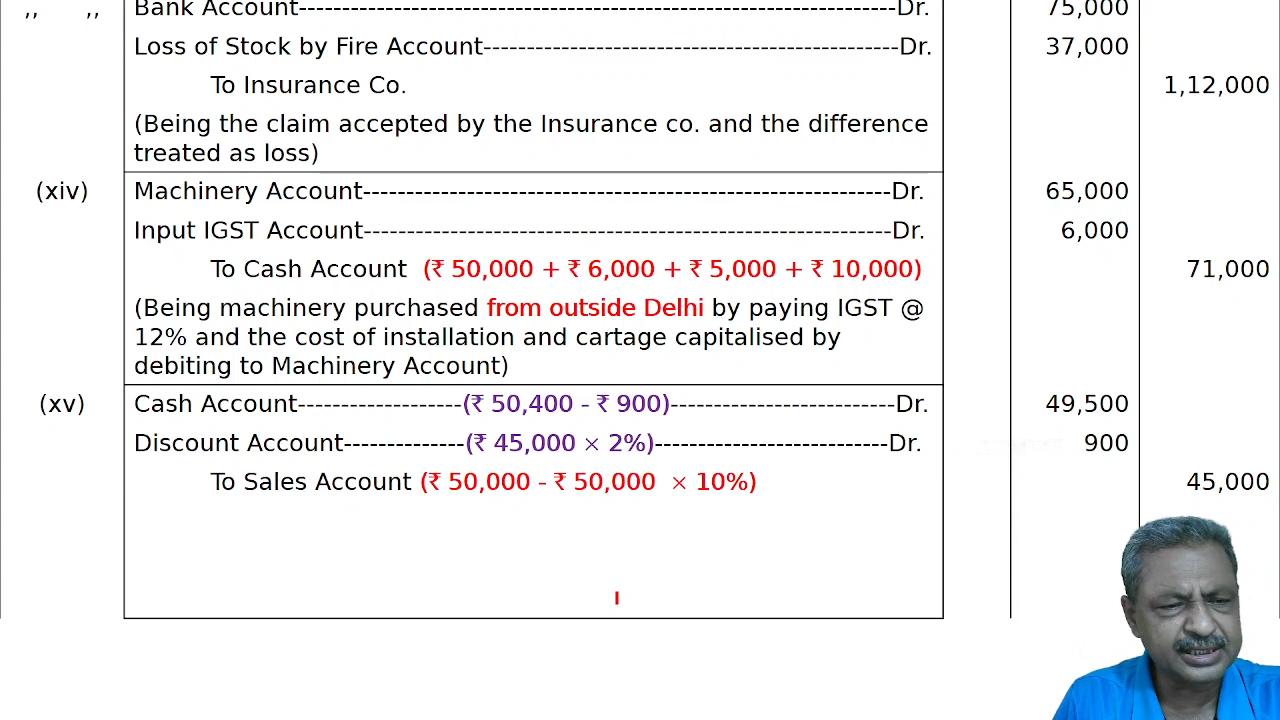 ,, ,, Bank Account---------------------------------------------------------------------Dr. 75,000
Loss of Stock by Fire Account------------------------------------------------Dr. 37,000
To Insurance Co. 1,12,000
(Being the claim accepted by the Insurance co. and the difference
treated as loss)
(xiv) Machinery Account-------------------------------------------------------------Dr. 65,000
Input IGST Account-------------------------------------------------------------Dr. 6,000
To Cash Account (₹ 50,000 + ₹ 6,000 + ₹ 5,000 + ₹ 10,000) 71,000
(Being machinery purchased from outside Delhi by paying IGST @
12% and the cost of installation and cartage capitalised by
debiting to Machinery Account)
(xv) Cash Account-------------------(₹ 50,400 - ₹ 900)--------------------------Dr. 49,500
Discount Account--------------(₹ 45,000 × 2%)---------------------------Dr. 900
To Sales Account (₹ 50,000 - ₹ 50,000 × 10%) 45,000